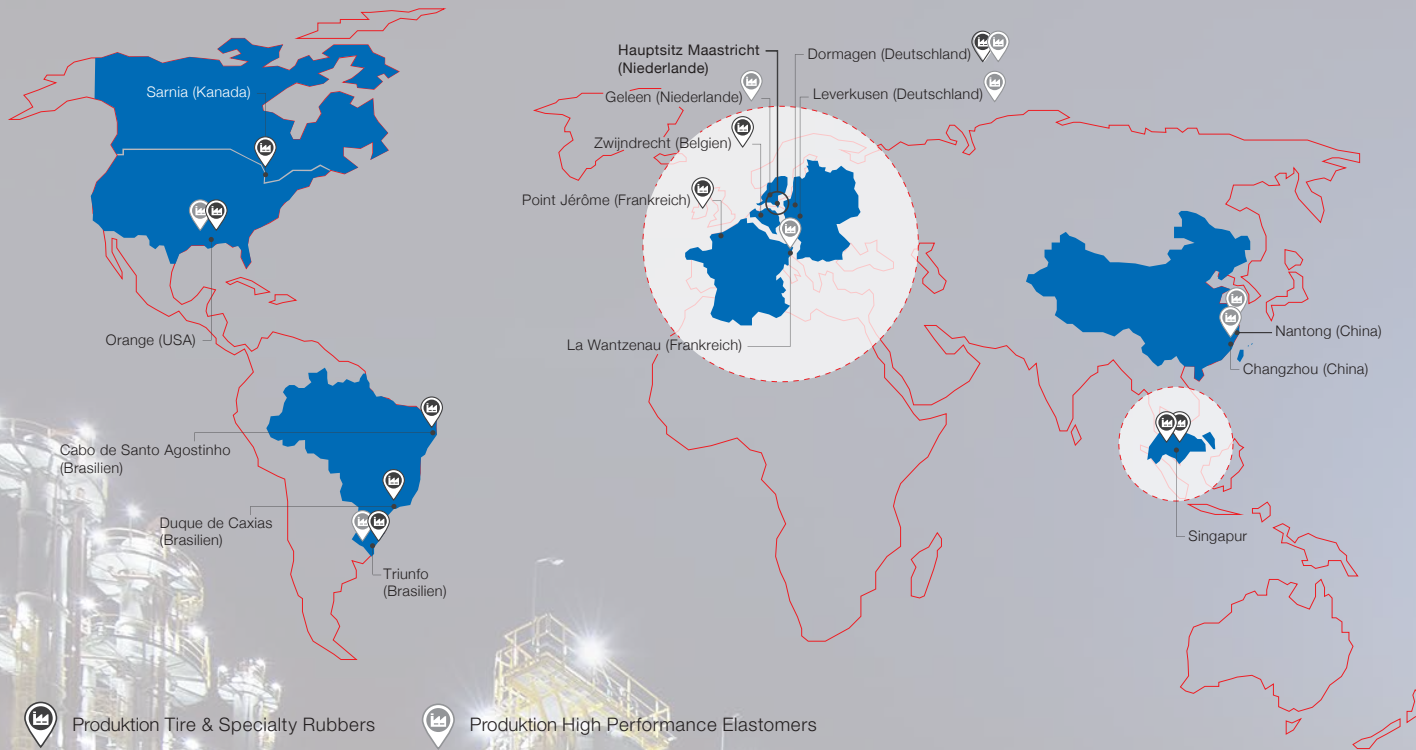 Hauptsitz Maastricht
(Niederlande)
Dormagen (Deutschland)
Geleen (Niederlande)
Leverkusen (Deutschland)
Sarnia (Kanada)
Zwijndrecht (Belgien)
Point Jérôme (Frankreich)
Orange (USA)
La Wantzenau (Frankreich)
Nantong (China)
Changzhou (China)
Cabo de Santo Agostinho
(Brasilien)
Duque de Caxias
(Brasilien)
Singapur
Triunfo
(Brasilien)
Produktion Tire & Specialty Rubbers
Produktion High Performance Elastomers